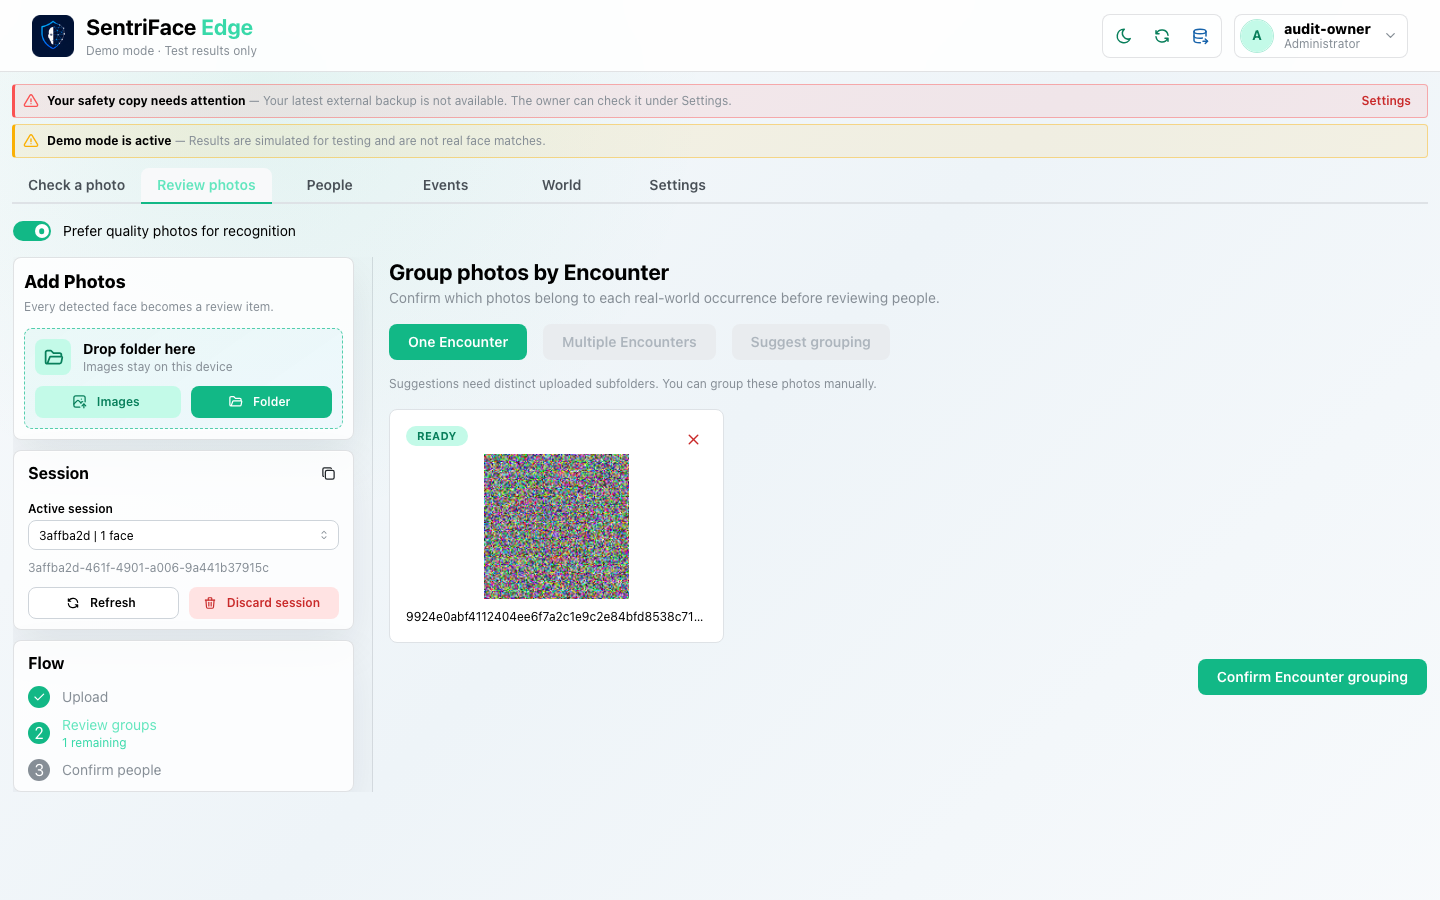 SentriFace Edge
Demo mode · Test results only
A
audit-owner
Administrator
Your safety copy needs attention — Your latest external backup is not available. The owner can check it under Settings.
Settings
Demo mode is active — Results are simulated for testing and are not real face matches.
Check a photo
Review photos
People
Events
World
Settings
Prefer quality photos for recognition
Add Photos
Every detected face becomes a review item.
Drop folder here
Images stay on this device
Images
Folder
Session
Active session
3affba2d | 1 face
3affba2d-461f-4901-a006-9a441b37915c
Refresh
Discard session
Flow
Upload
2
Review groups
1 remaining
3
Confirm people
Group photos by Encounter
Confirm which photos belong to each real-world occurrence before reviewing people.
One Encounter
Multiple Encounters
Suggest grouping
Suggestions need distinct uploaded subfolders. You can group these photos manually.
READY
9924e0abf4112404ee6f7a2c1e9c2e84bfd8538c71...
Confirm Encounter grouping